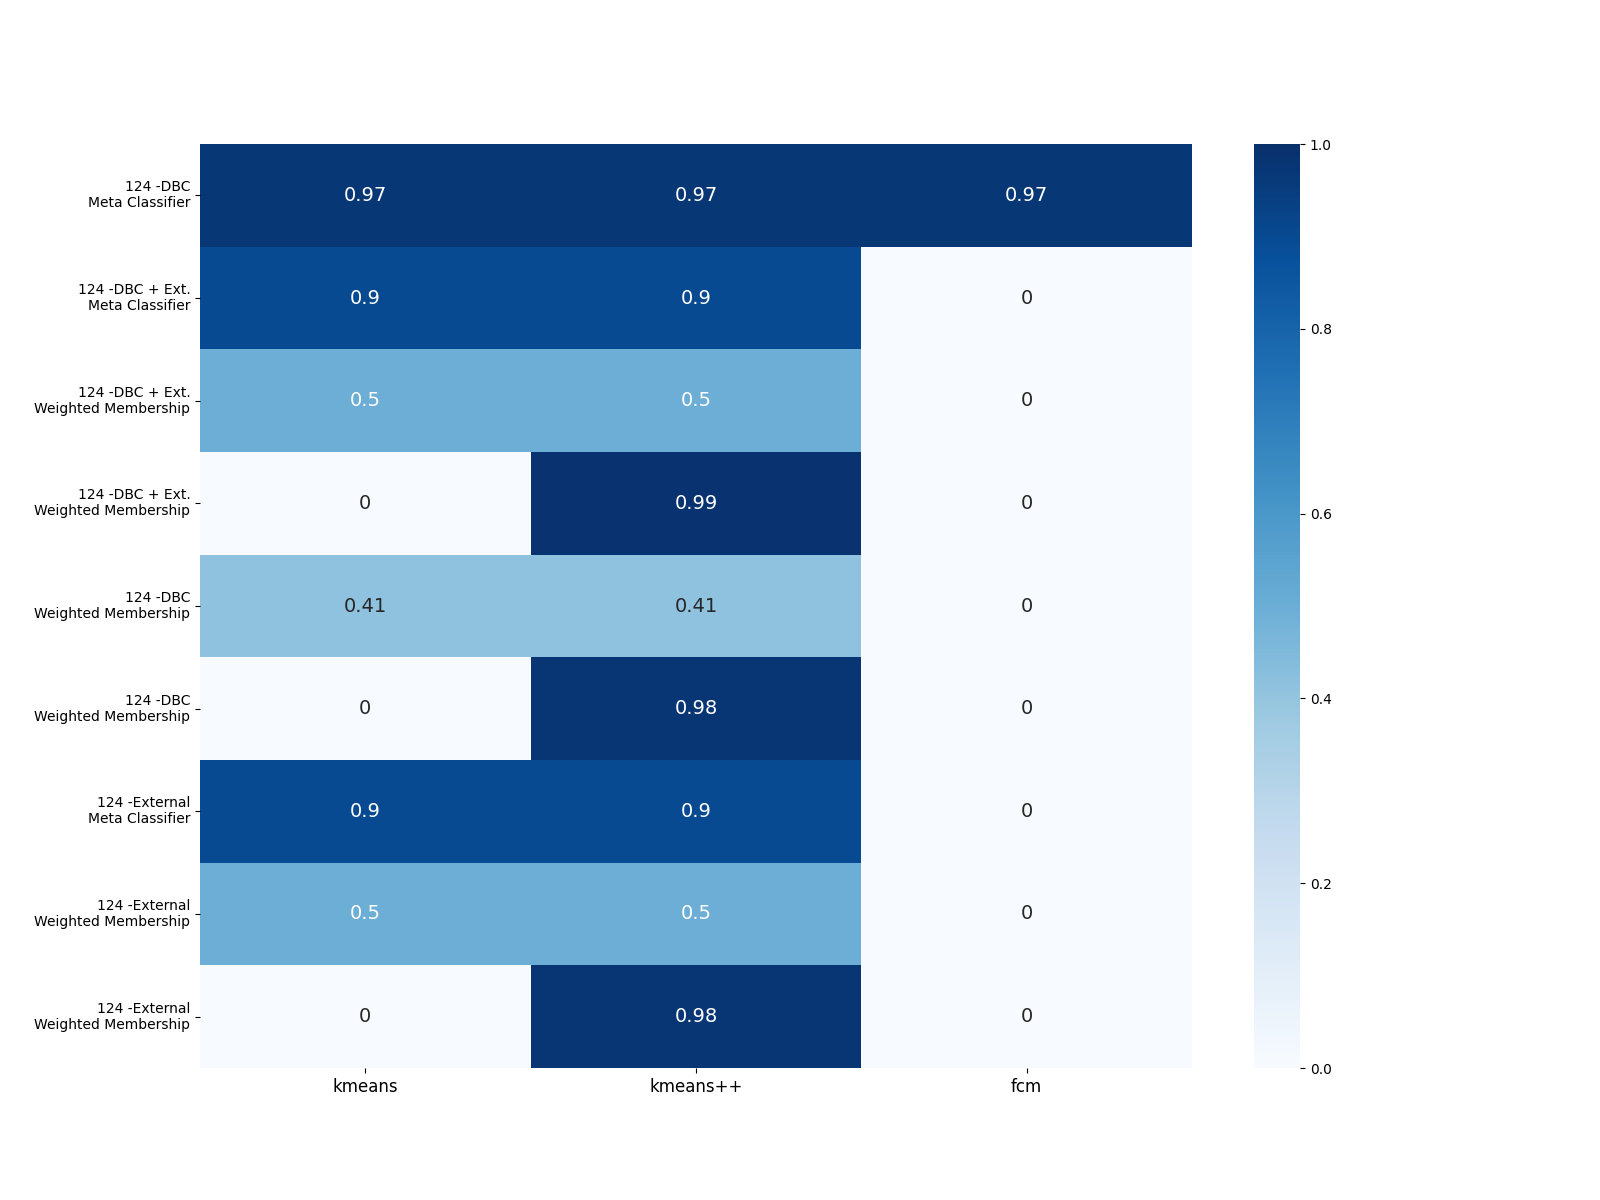 124 -DBC
Meta Classifier
0.97 0.97 0.97
124 -DBC + Ext.
Meta Classifier
0.9 0.9 0
124 -DBC + Ext.
Weighted Membership
0.5 0.5 0
124 -DBC + Ext.
Weighted Membership
0 0.99 0
124 -DBC
Weighted Membership
0.41 0.41 0
124 -DBC
Weighted Membership
0 0.98 0
124 -External
Meta Classifier
0.9 0.9 0
124 -External
Weighted Membership
0.5 0.5 0
124 -External
Weighted Membership
0 0.98 0
kmeans kmeans++ fcm
1.0
0.8
0.6
0.4
0.2
0.0